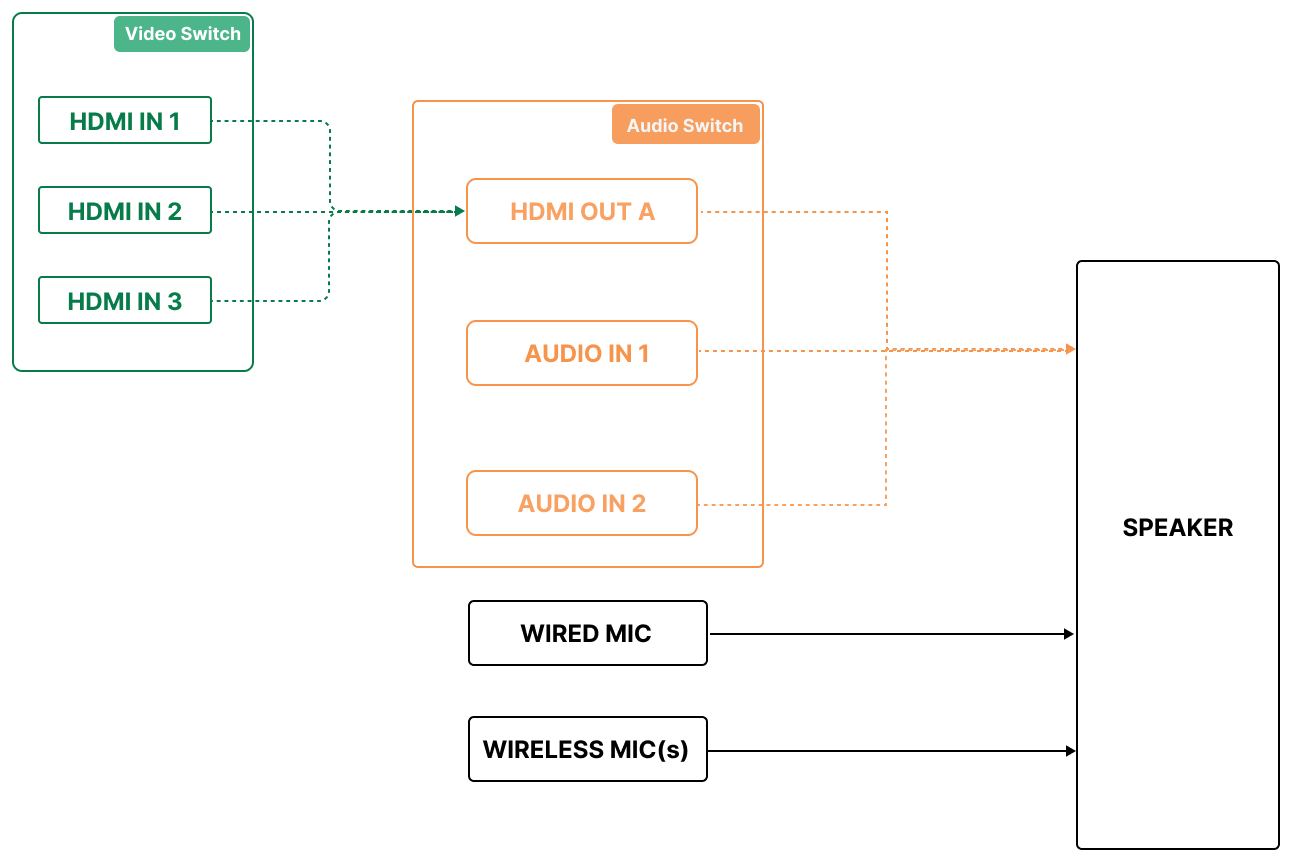 Video Switch
HDMI IN 1
HDMI IN 2
HDMI IN 3
Audio Switch
HDMI OUT A
AUDIO IN 1
AUDIO IN 2
WIRED MIC
WIRELESS MIC(s)
SPEAKER